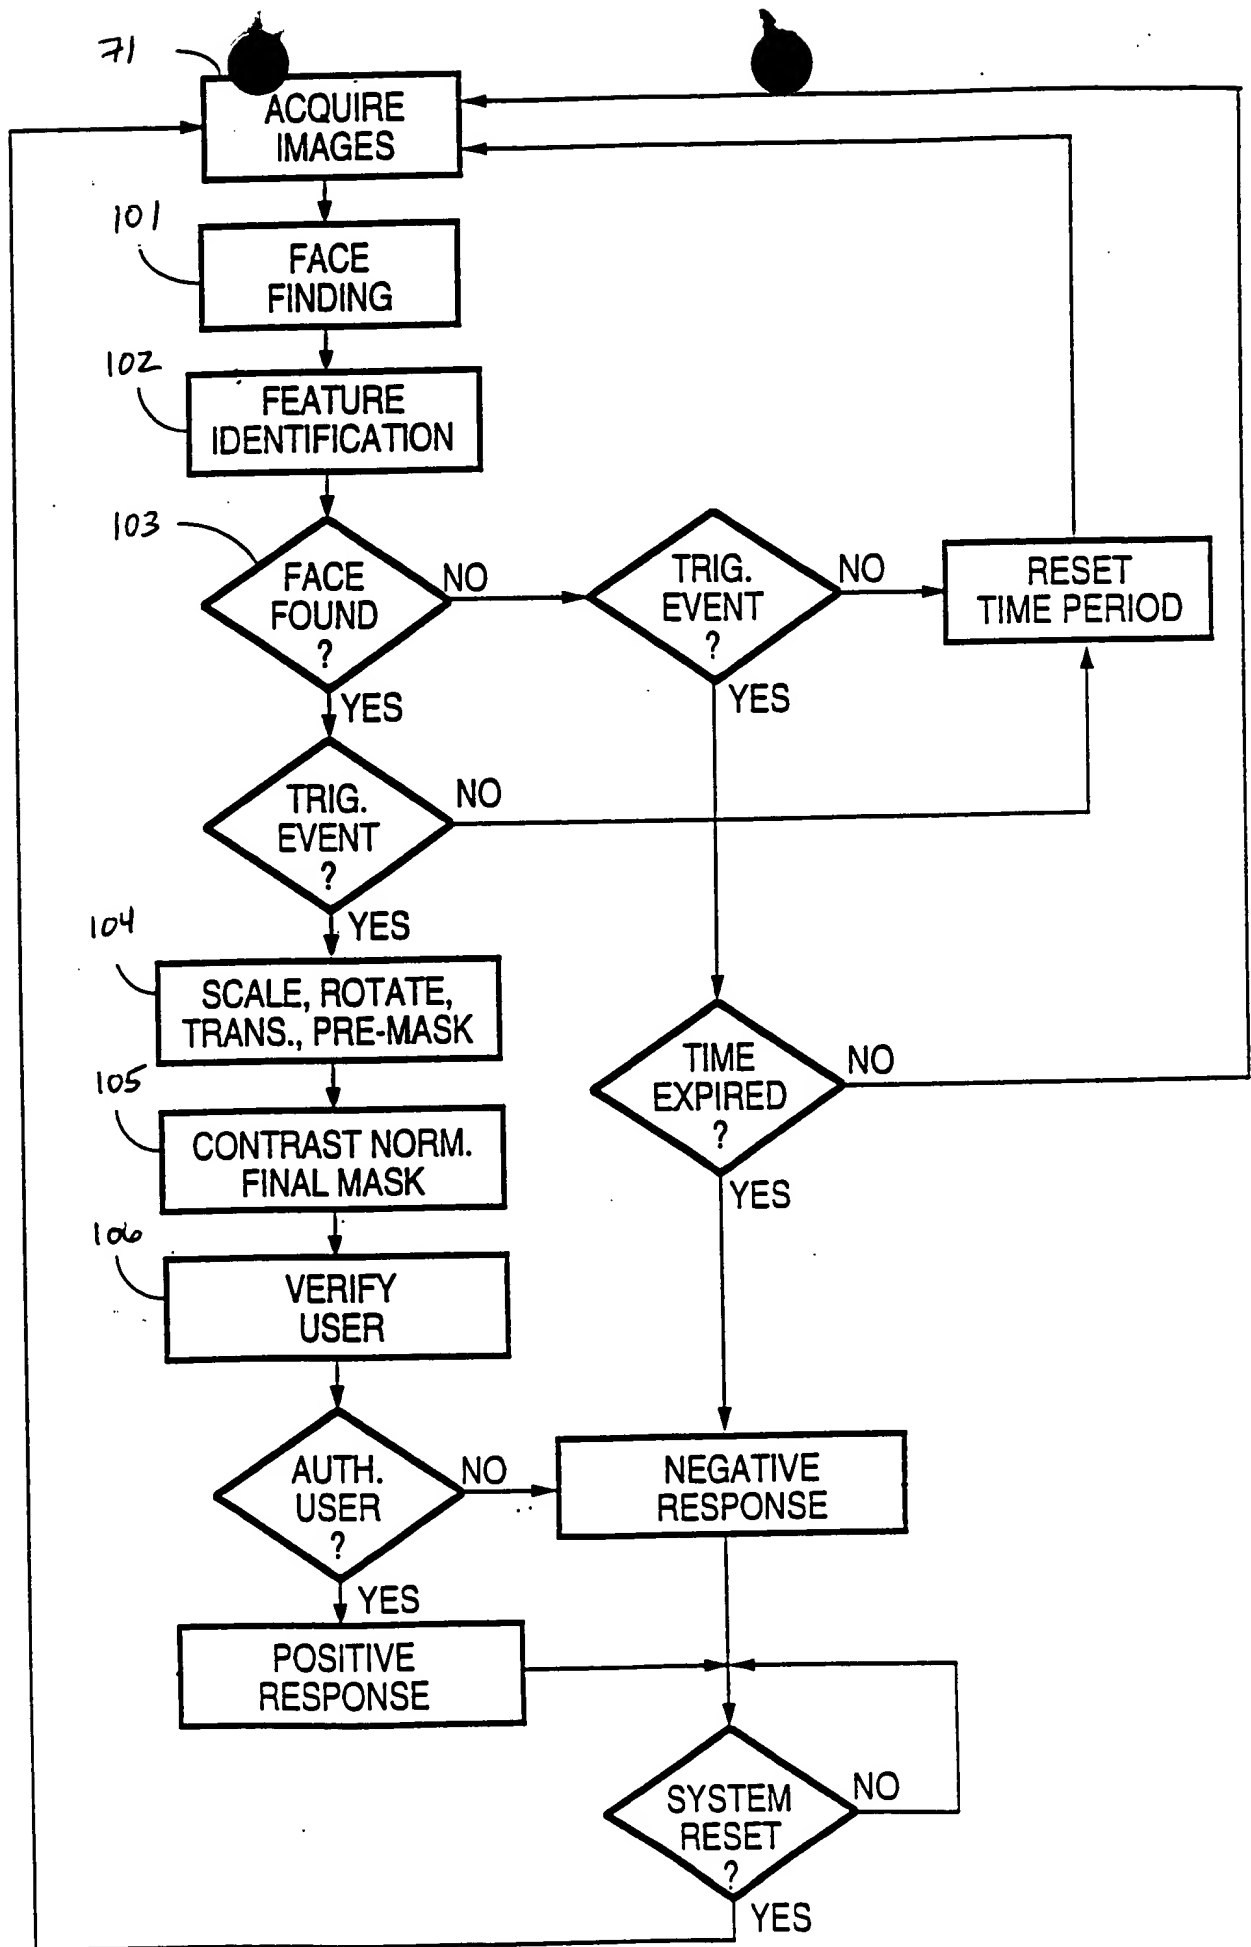 71
ACQUIRE
IMAGES
101
FACE
FINDING
102
FEATURE
IDENTIFICATION
103
FACE
FOUND
?
NO
TRIG.
EVENT
?
NO
RESET
TIME PERIOD
YES
YES
TRIG.
EVENT
?
NO
YES
104
SCALE, ROTATE,
TRANS., PRE-MASK
TIME
EXPIRED
?
NO
105
CONTRAST NORM.
FINAL MASK
YES
106
VERIFY
USER
AUTH.
USER
?
NO
NEGATIVE
RESPONSE
YES
POSITIVE
RESPONSE
SYSTEM
RESET
?
NO
YES